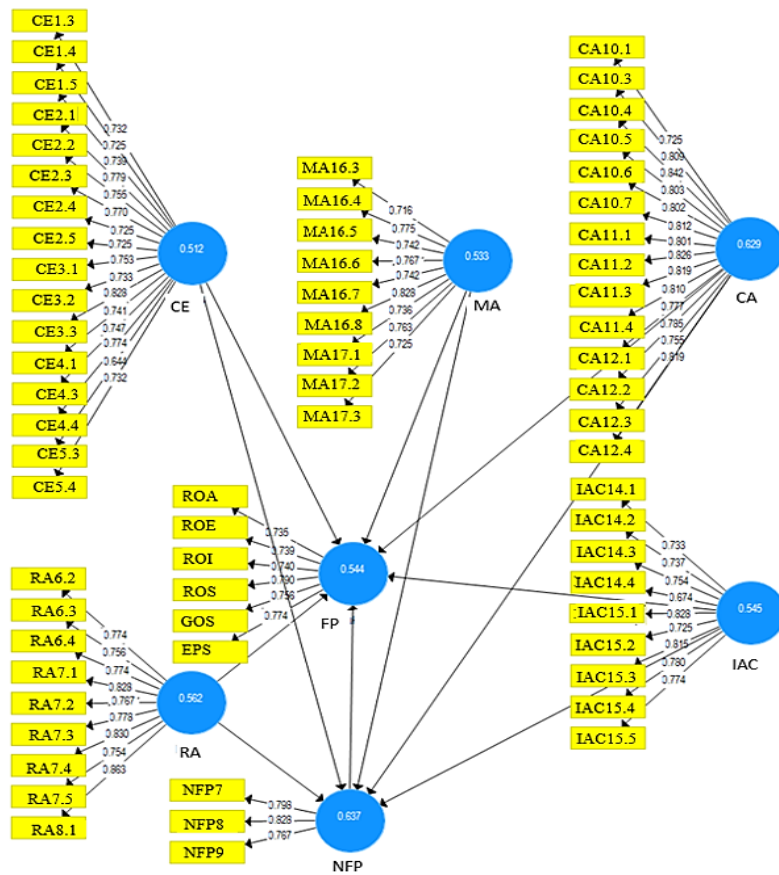 CE1.3
CE1.4
CE1.5
CE2.1
CE2.2
CE2.3
CE2.4
CE2.5
CE3.1
CE3.2
CE3.3
CE4.1
CE4.3
CE4.4
CE5.3
CE5.4
0.732
0.725
0.739
0.779
0.755
0.770
0.725
0.725
0.753
0.733
0.828
0.741
0.747
0.774
0.644
0.732
0.512
CE
MA16.3
MA16.4
MA16.5
MA16.6
MA16.7
MA16.8
MA17.1
MA17.2
MA17.3
0.716
0.775
0.742
0.767
0.742
0.828
0.736
0.763
0.725
0.533
MA
CA10.1
CA10.3
CA10.4
CA10.5
CA10.6
CA10.7
CA11.1
CA11.2
CA11.3
CA11.4
CA12.1
CA12.2
CA12.3
CA12.4
0.725
0.809
0.842
0.803
0.802
0.812
0.801
0.826
0.819
0.810
0.777
0.785
0.755
0.819
0.629
CA
ROA
ROE
ROI
ROS
GOS
EPS
0.735
0.739
0.740
0.790
0.756
0.774
0.544
FP
IAC14.1
IAC14.2
IAC14.3
IAC14.4
IAC15.1
IAC15.2
IAC15.3
IAC15.4
IAC15.5
0.733
0.737
0.754
0.674
0.828
0.725
0.815
0.780
0.774
0.545
IAC
RA6.2
RA6.3
RA6.4
RA7.1
RA7.2
RA7.3
RA7.4
RA7.5
RA8.1
0.774
0.756
0.774
0.828
0.767
0.778
0.830
0.754
0.863
0.562
RA
NFP7
NFP8
NFP9
0.798
0.828
0.767
0.637
NFP